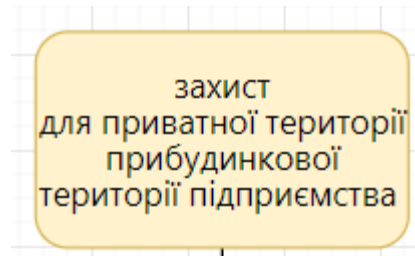 захист
для приватної території
прибудинкової
території підприємства